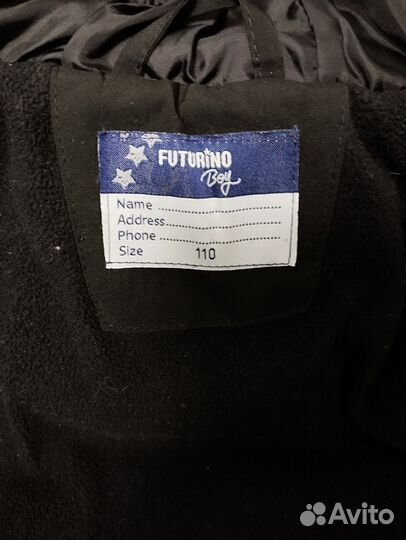 FUTURINO
Boy
Name
Address
Phone
Size 110
Avito